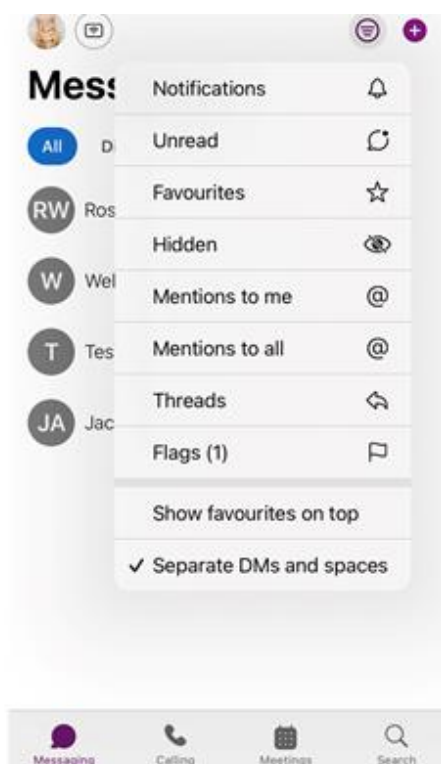 Mess
Notifications
All
D
Unread
RW
Ros
Favourites
Hidden
W
Wel
Mentions to me
@
T
Tes
Mentions to all
@
Threads
JA
Jac
Flags (1)
Show favourites on top
✓ Separate DMs and spaces
Messaging
Calling
Meetings
Search